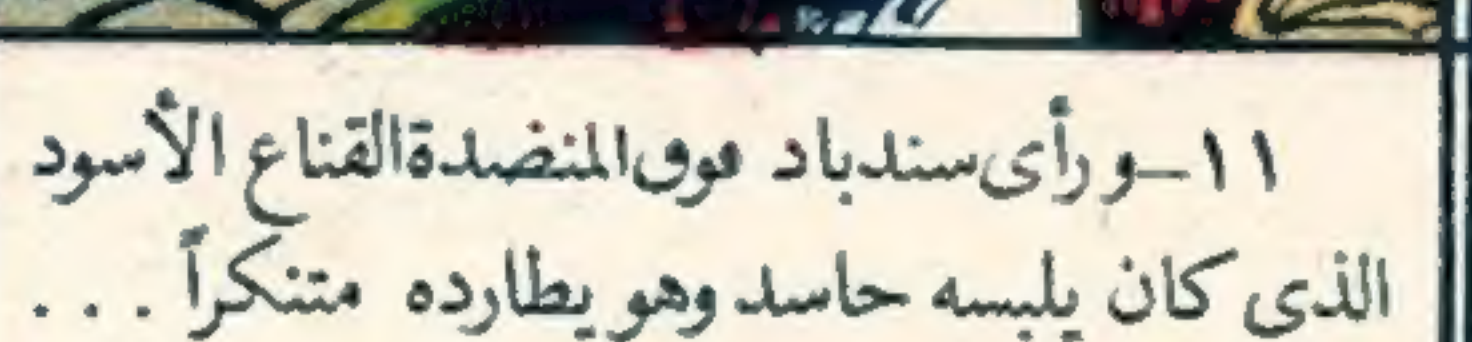 ١١ـ ورأى سندباد فوق المنضدة القناع الأسود
الذى كان يلبسه حاسد وهو يطارده متنكراً . . .